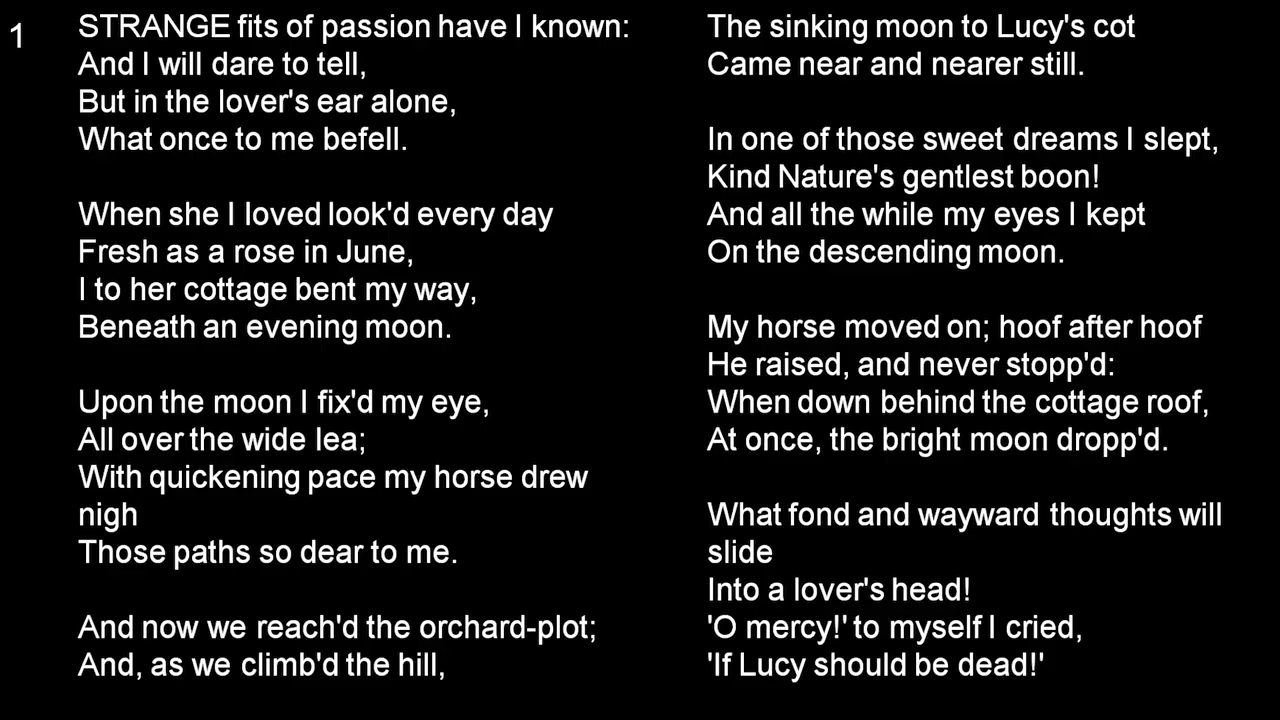 1
STRANGE fits of passion have I known:
And I will dare to tell,
But in the lover's ear alone,
What once to me befell.
When she I loved look'd every day
Fresh as a rose in June,
I to her cottage bent my way,
Beneath an evening moon.
Upon the moon I fix'd my eye,
All over the wide lea;
With quickening pace my horse drew
nigh
Those paths so dear to me.
And now we reach'd the orchard-plot;
And, as we climb'd the hill,
The sinking moon to Lucy's cot
Came near and nearer still.
In one of those sweet dreams I slept,
Kind Nature's gentlest boon!
And all the while my eyes I kept
On the descending moon.
My horse moved on; hoof after hoof
He raised, and never stopp'd:
When down behind the cottage roof,
At once, the bright moon dropp'd.
What fond and wayward thoughts will
slide
Into a lover's head!
'O mercy!' to myself I cried,
'If Lucy should be dead!'